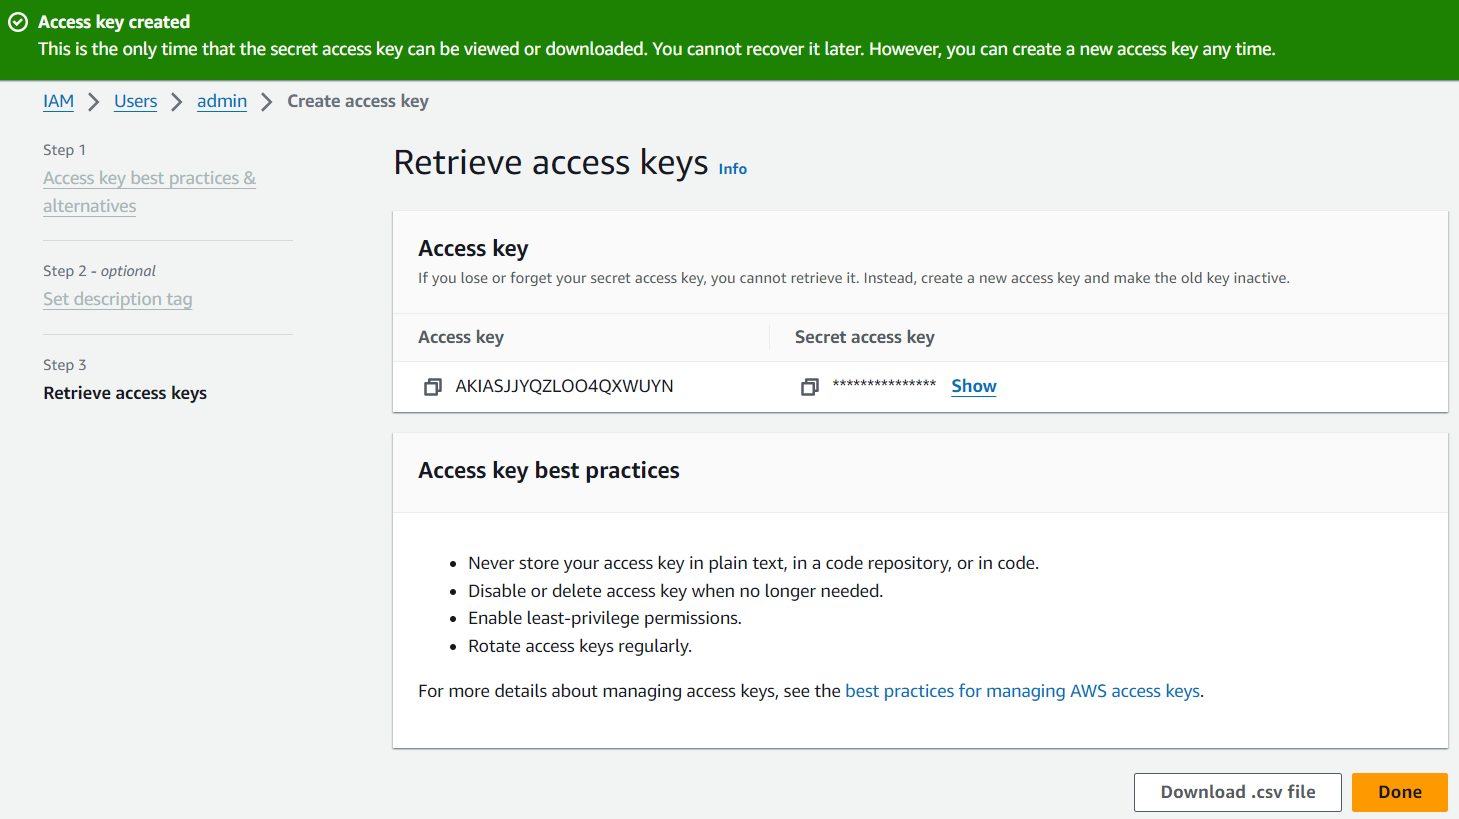 Access key created
This is the only time that the secret access key can be viewed or downloaded. You cannot recover it later. However, you can create a new access key any time.
IAM > Users > admin > Create access key
Step 1
Access key best practices &
alternatives
Step 2 - optional
Set description tag
Step 3
Retrieve access keys
Retrieve access keys Info
Access key
If you lose or forget your secret access key, you cannot retrieve it. Instead, create a new access key and make the old key inactive.
Access key Secret access key
AKIASJJYQZLOO4QXWUYN *************** Show
Access key best practices
• Never store your access key in plain text, in a code repository, or in code.
• Disable or delete access key when no longer needed.
• Enable least-privilege permissions.
• Rotate access keys regularly.
For more details about managing access keys, see the best practices for managing AWS access keys.
Download .csv file Done